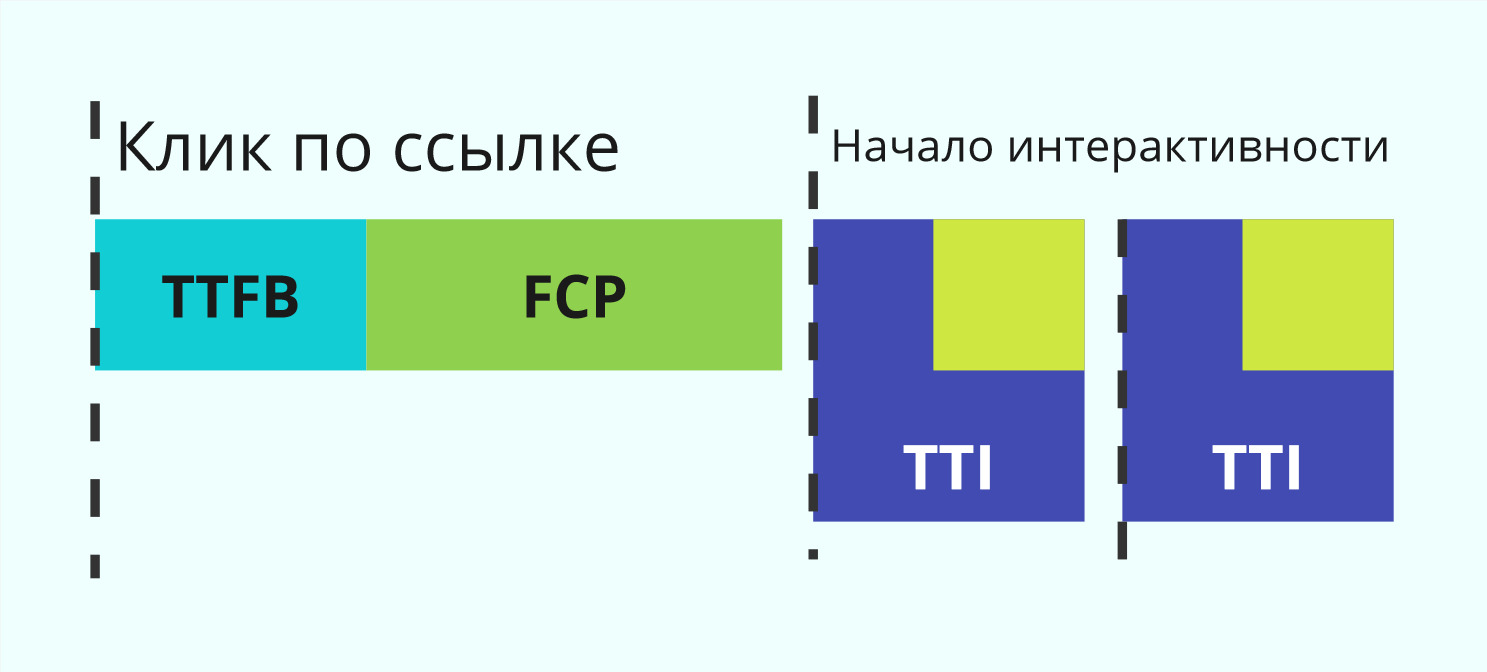 Клик по ссылке
Начало интерактивности
TTFB
FCP
TTI
TTI